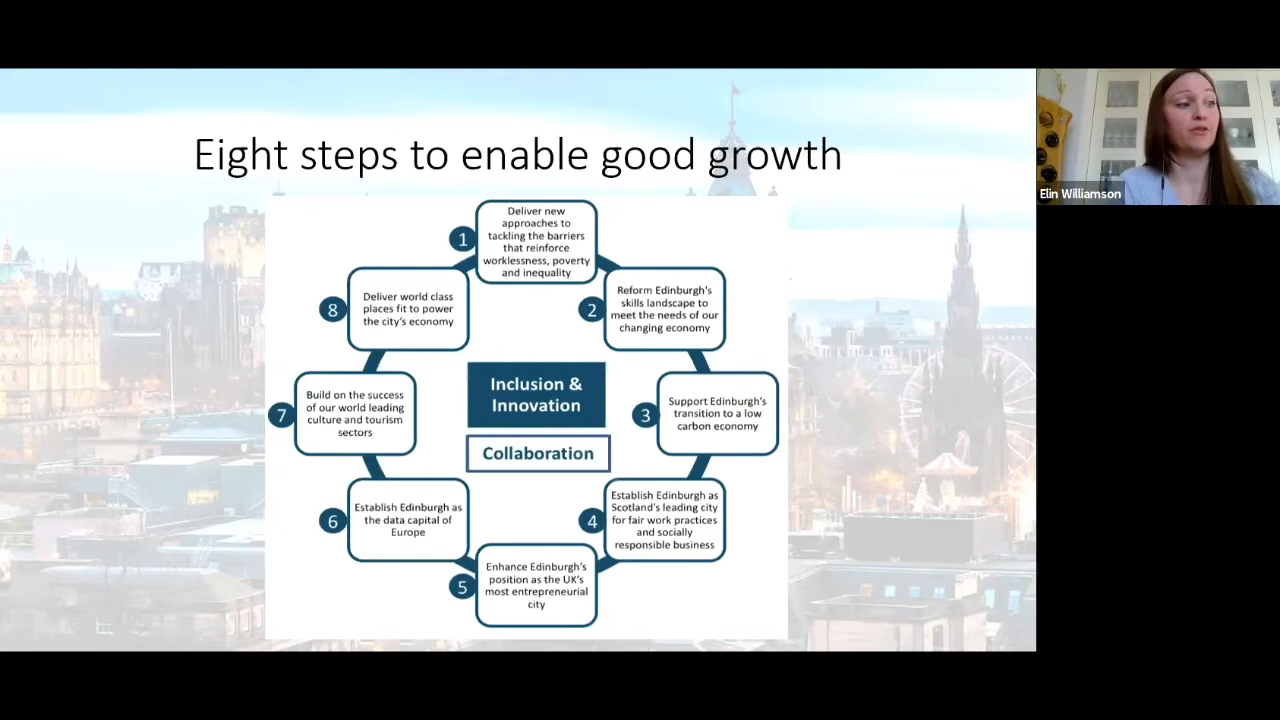 Eight steps to enable good growth
1
Deliver new
approaches to
tackling the barriers
that reinforce
worklessness, poverty
and inequality
2
Reform Edinburgh's
skills landscape to
meet the needs of our
changing economy
3
Support Edinburgh's
transition to a low
carbon economy
4
Establish Edinburgh as
Scotland's leading city
for fair work practices
and socially
responsible business
5
Enhance Edinburgh's
position as the UK's
most entrepreneurial
city
6
Establish Edinburgh as
the data capital of
Europe
7
Build on the success
of our world leading
culture and tourism
sectors
8
Deliver world class
places fit to power
the city's economy
Inclusion &
Innovation
Collaboration
Elin Williamson